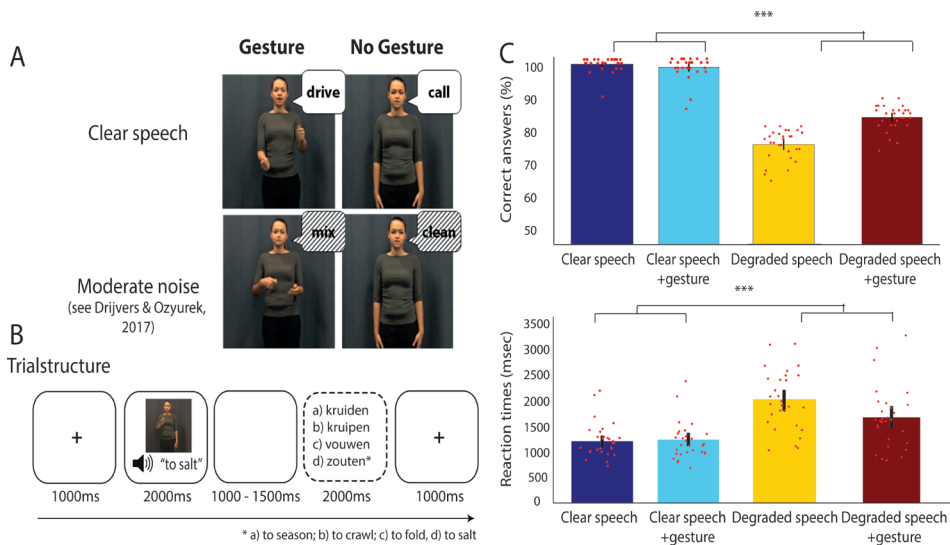 A
Gesture
No Gesture
Clear speech
drive
call
Moderate noise
(see Drijvers & Ozyurek,
2017)
mix
clean
B
Trialstructure
+
"to salt"
a) kruiden
b) kruipen
c) vouwen
d) zouten*
+
1000ms
2000ms
1000 - 1500ms
2000ms
1000ms
* a) to season; b) to crawl; c) to fold, d) to salt
C
***
Correct answers (%)
100
90
80
70
60
50
Clear speech
Clear speech
+gesture
Degraded speech
Degraded speech
+gesture
***
Reaction times (msec)
3500
3000
2500
2000
1500
1000
500
0
Clear speech
Clear speech
+gesture
Degraded speech
Degraded speech
+gesture